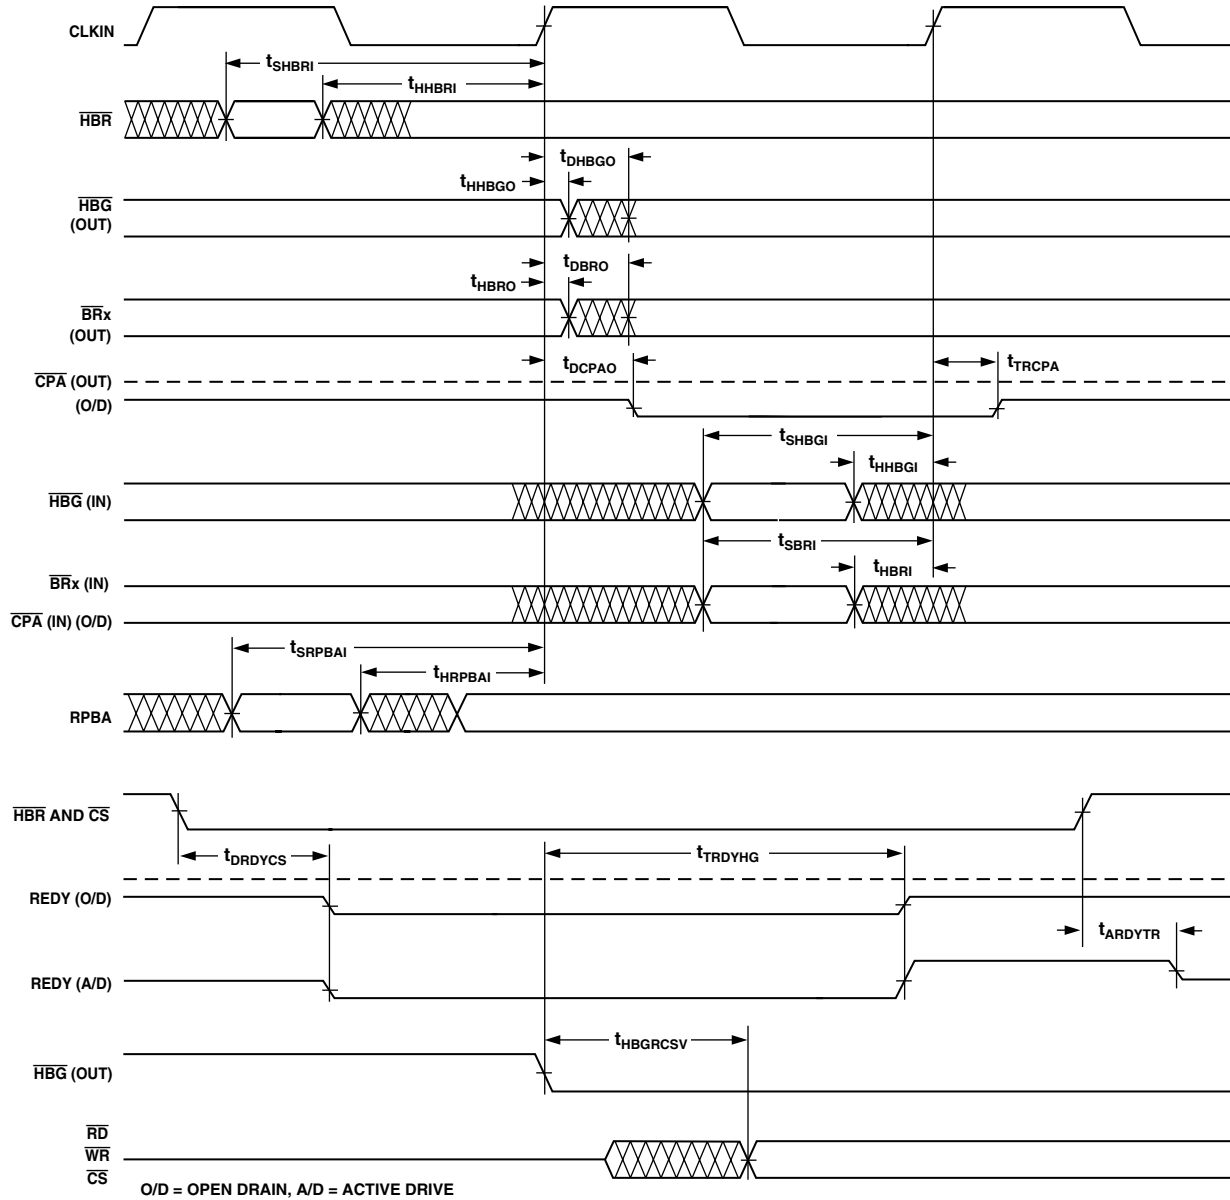 CLKIN
tSHBRI
tHHBRI
HBR
tDHBGO
tHHBGO
HBG
(OUT)
tDBRO
tHBRO
BRx
(OUT)
tDCPAO
tTRCPA
CPA (OUT)
(O/D)
tSHBGI
tHHBGI
HBG (IN)
tSBRI
tHBRI
BRx (IN)
CPA (IN) (O/D)
tSRPBAI
tHRPBAI
RPBA
HBR AND CS
tDRDYCS
tTRDYHG
REDY (O/D)
tARDYTR
REDY (A/D)
tHBGRCSV
HBG (OUT)
RD
WR
CS
O/D = OPEN DRAIN, A/D = ACTIVE DRIVE